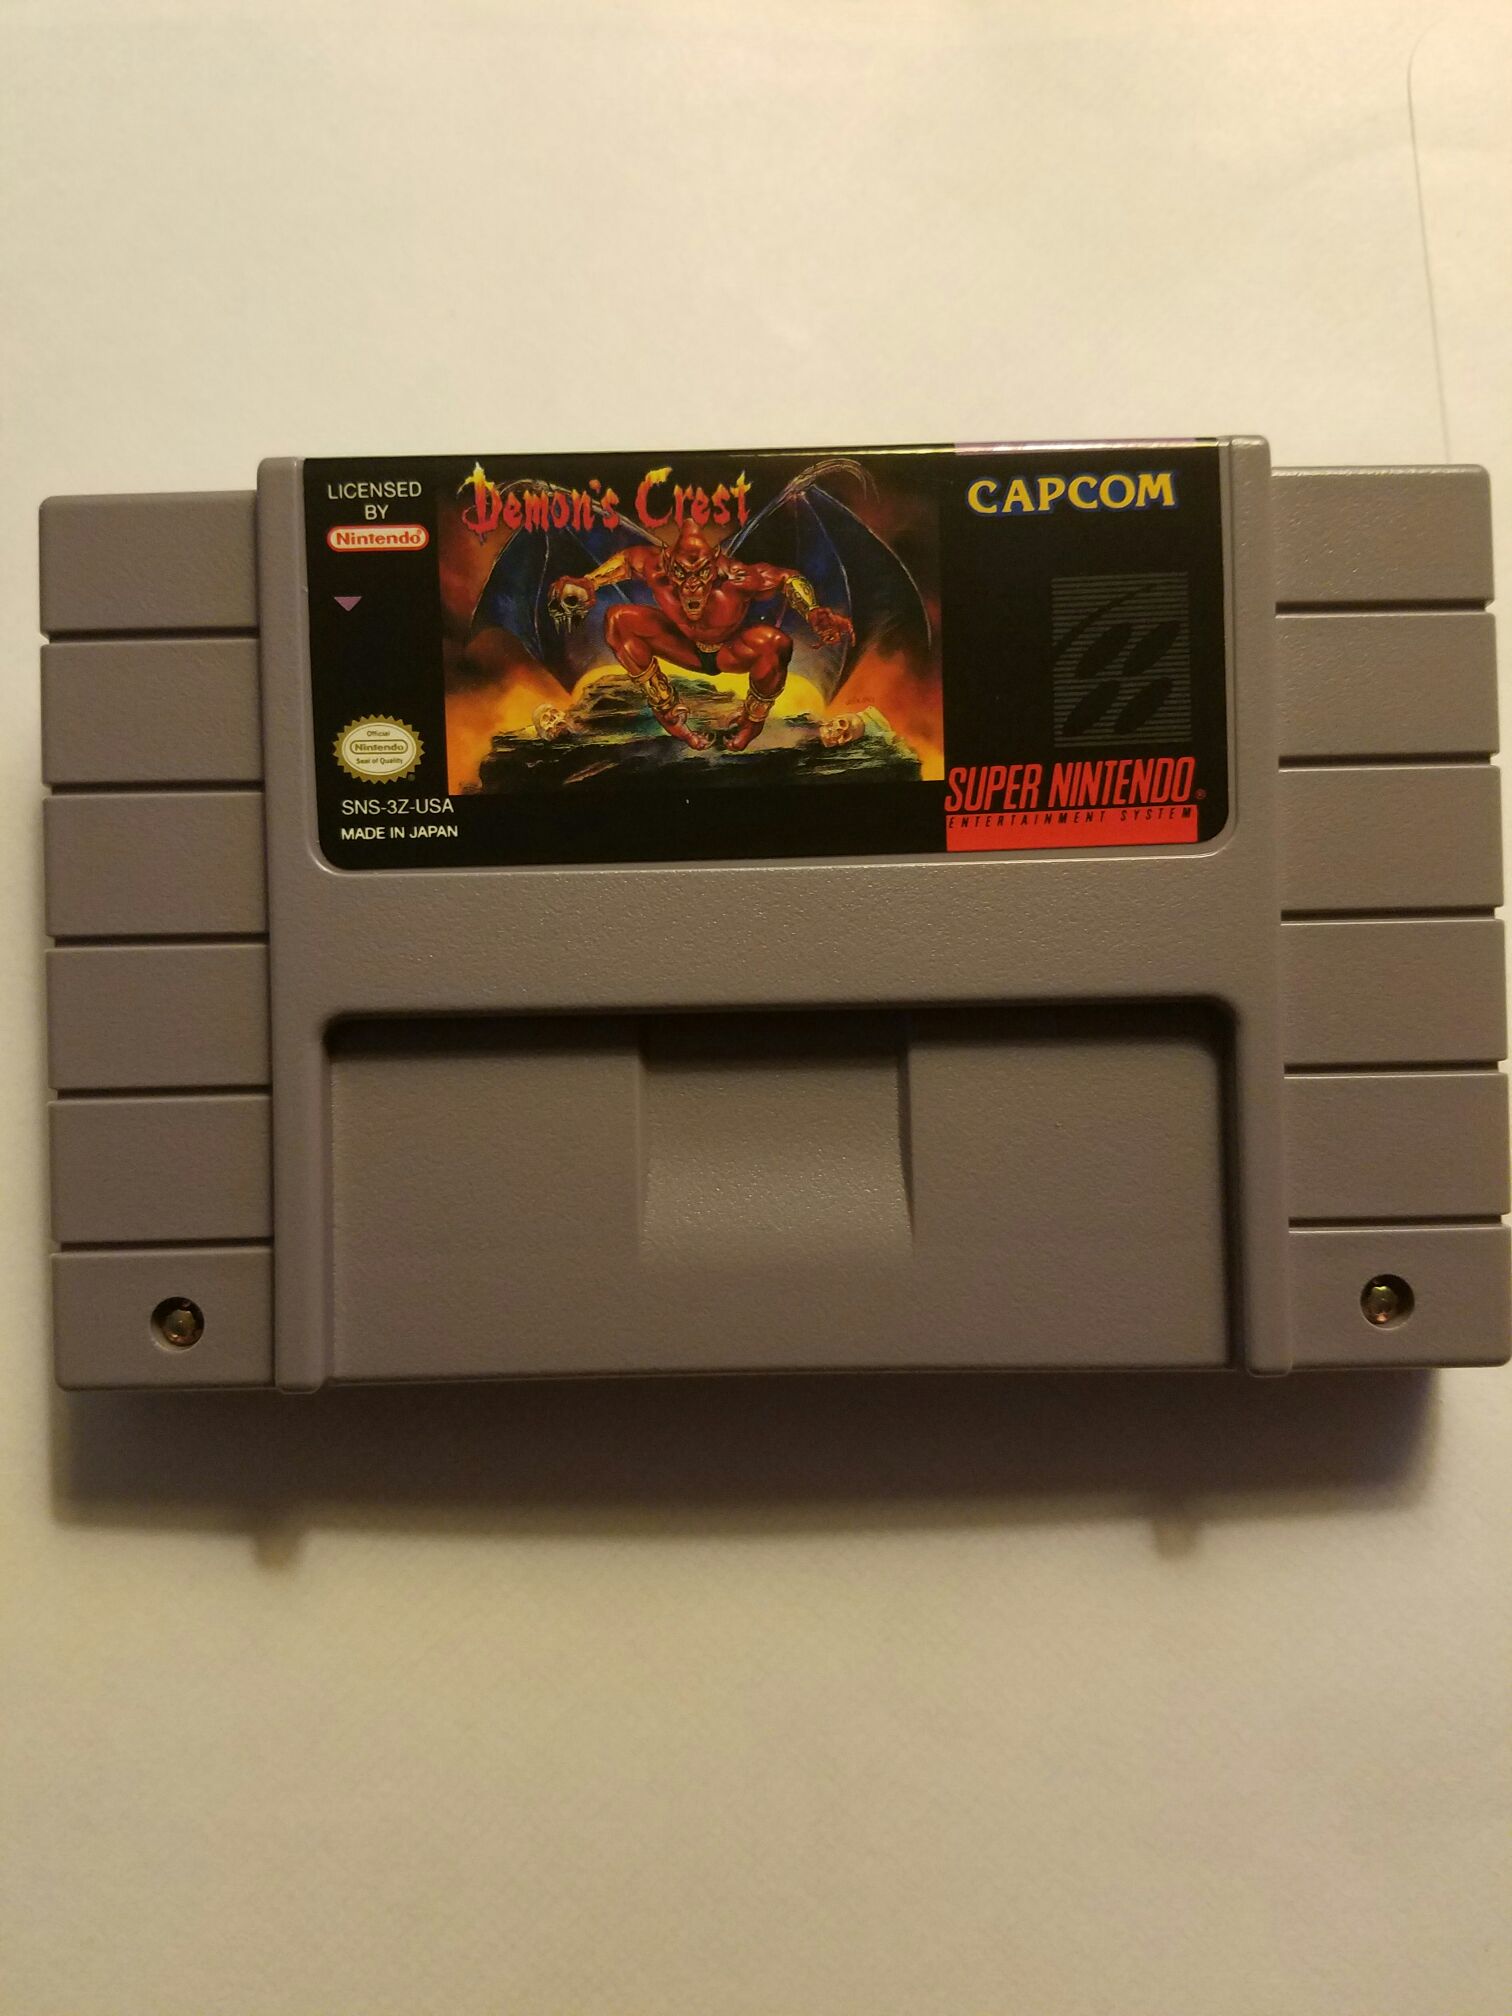 LICENSED
BY
Nintendo
Demon's Crest
CAPCOM
Official
Nintendo
Seal of Quality
SNS-3Z-USA
MADE IN JAPAN
SUPER NINTENDO®
ENTERTAINMENT SYSTEM